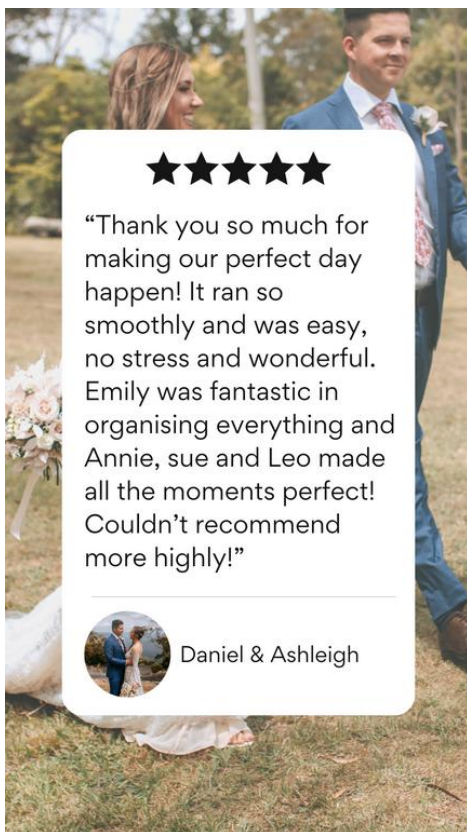 “Thank you so much for
making our perfect day
happen! It ran so
smoothly and was easy,
no stress and wonderful.
Emily was fantastic in
organising everything and
Annie, sue and Leo made
all the moments perfect!
Couldn’t recommend
more highly!”
Daniel & Ashleigh